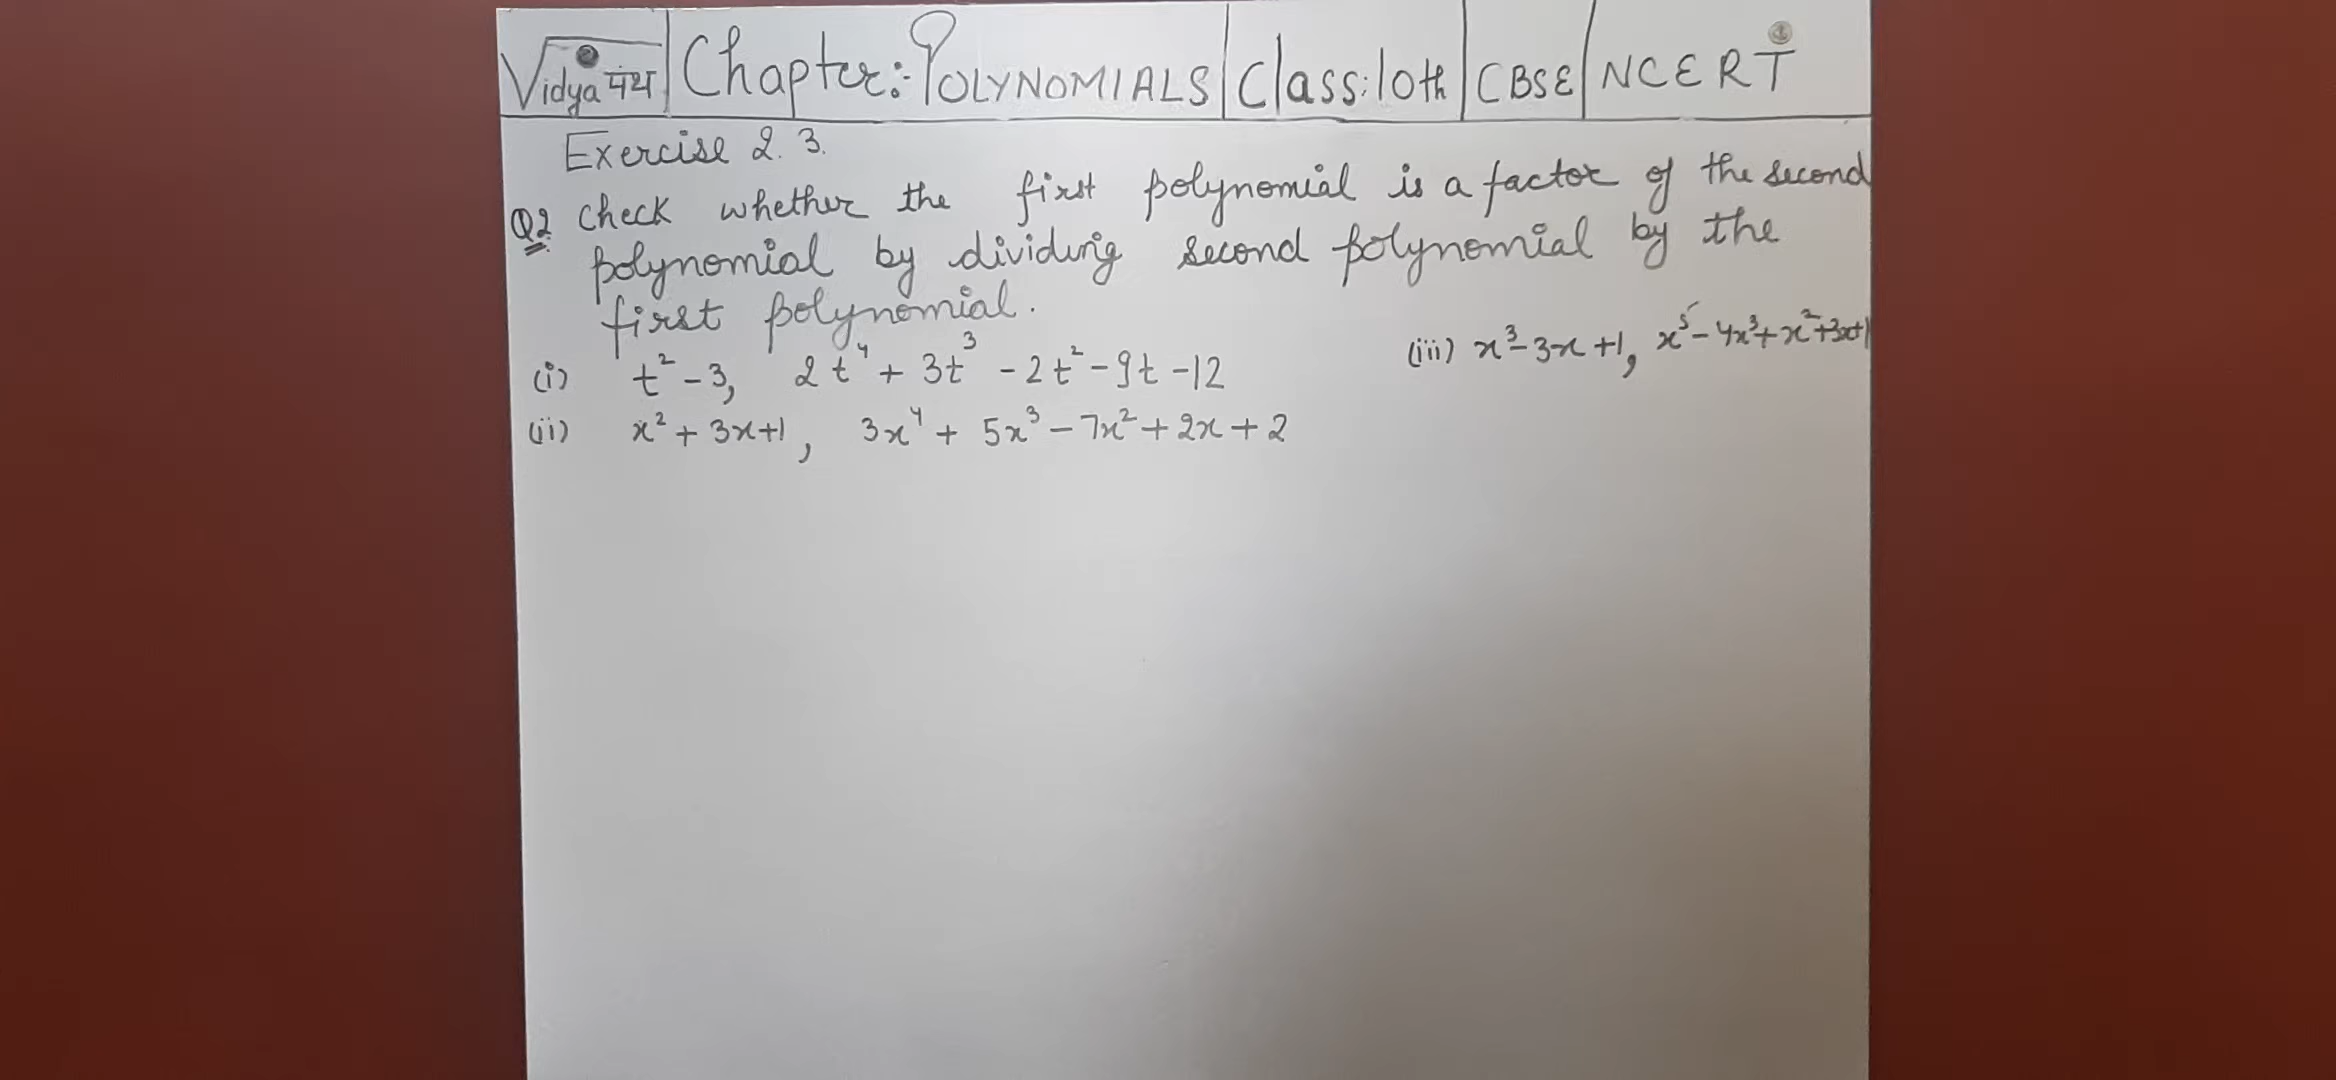 Vidya पथ | Chapter:- POLYNOMIALS | Class: 10th | CBSE | NCERT
Exercise 2.3.
Q2 Check whether the first polynomial is a factor of the second
polynomial by dividing second polynomial by the
first polynomial.
(i) t² - 3, 2t⁴ + 3t³ - 2t² - 9t - 12
(iii) x³ - 3x + 1, x⁵ - 4x³ + x² + 3x + 1
(ii) x² + 3x + 1, 3x⁴ + 5x³ - 7x² + 2x + 2